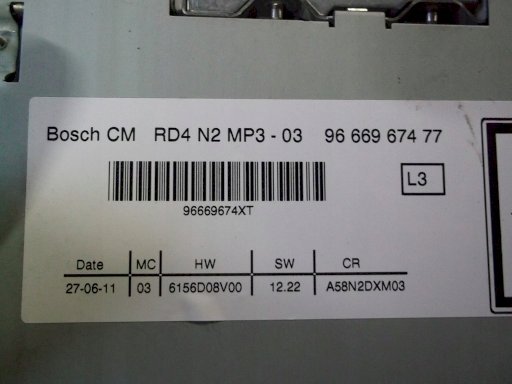 Bosch CM RD4 N2 MP3 - 03 96 669 674 77
L3
96669674XT
Date MC HW SW CR
27-06-11 03 6156D08V00 12.22 A58N2DXM03